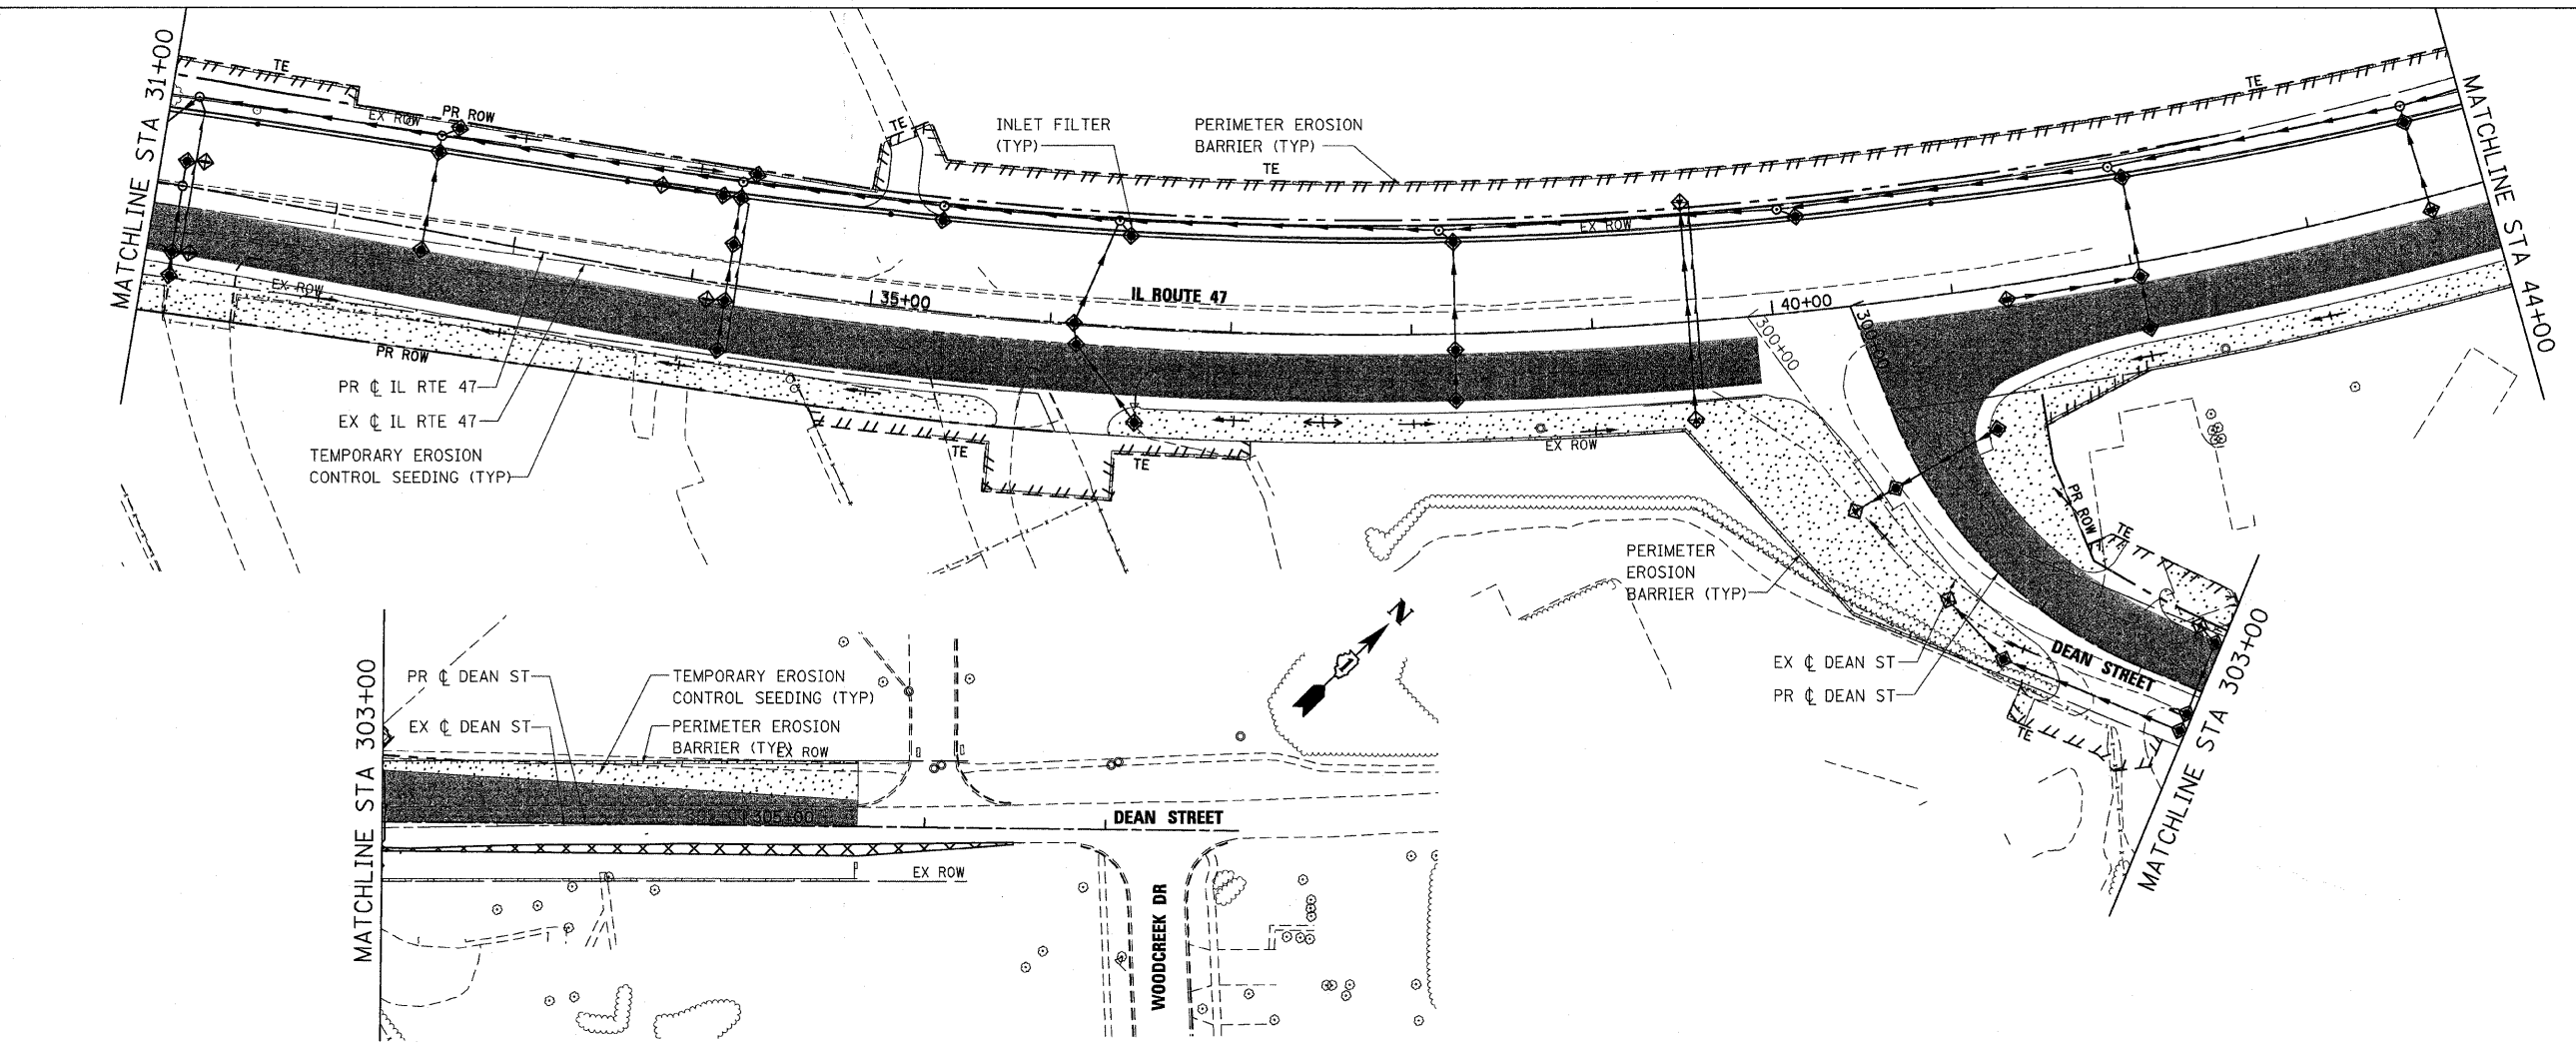 MATCHLINE STA 31+00
TE
EX ROW
PR ROW
TE
INLET FILTER
(TYP)
PERIMETER EROSION
BARRIER (TYP)
TE
EX ROW
TE
MATCHLINE STA 44+00
EX ROW
35+00
IL ROUTE 47
40+00
300+00
PR ROW
PR ℄ IL RTE 47
EX ℄ IL RTE 47
TEMPORARY EROSION
CONTROL SEEDING (TYP)
TE
TE
EX ROW
PR ROW
TE
PERIMETER
EROSION
BARRIER (TYP)
EX ℄ DEAN ST
PR ℄ DEAN ST
DEAN STREET
TE
MATCHLINE STA 303+00
N
MATCHLINE STA 303+00
PR ℄ DEAN ST
EX ℄ DEAN ST
TEMPORARY EROSION
CONTROL SEEDING (TYP)
PERIMETER EROSION
BARRIER (TYP)
EX ROW
305+00
DEAN STREET
EX ROW
WOODCREEK DR